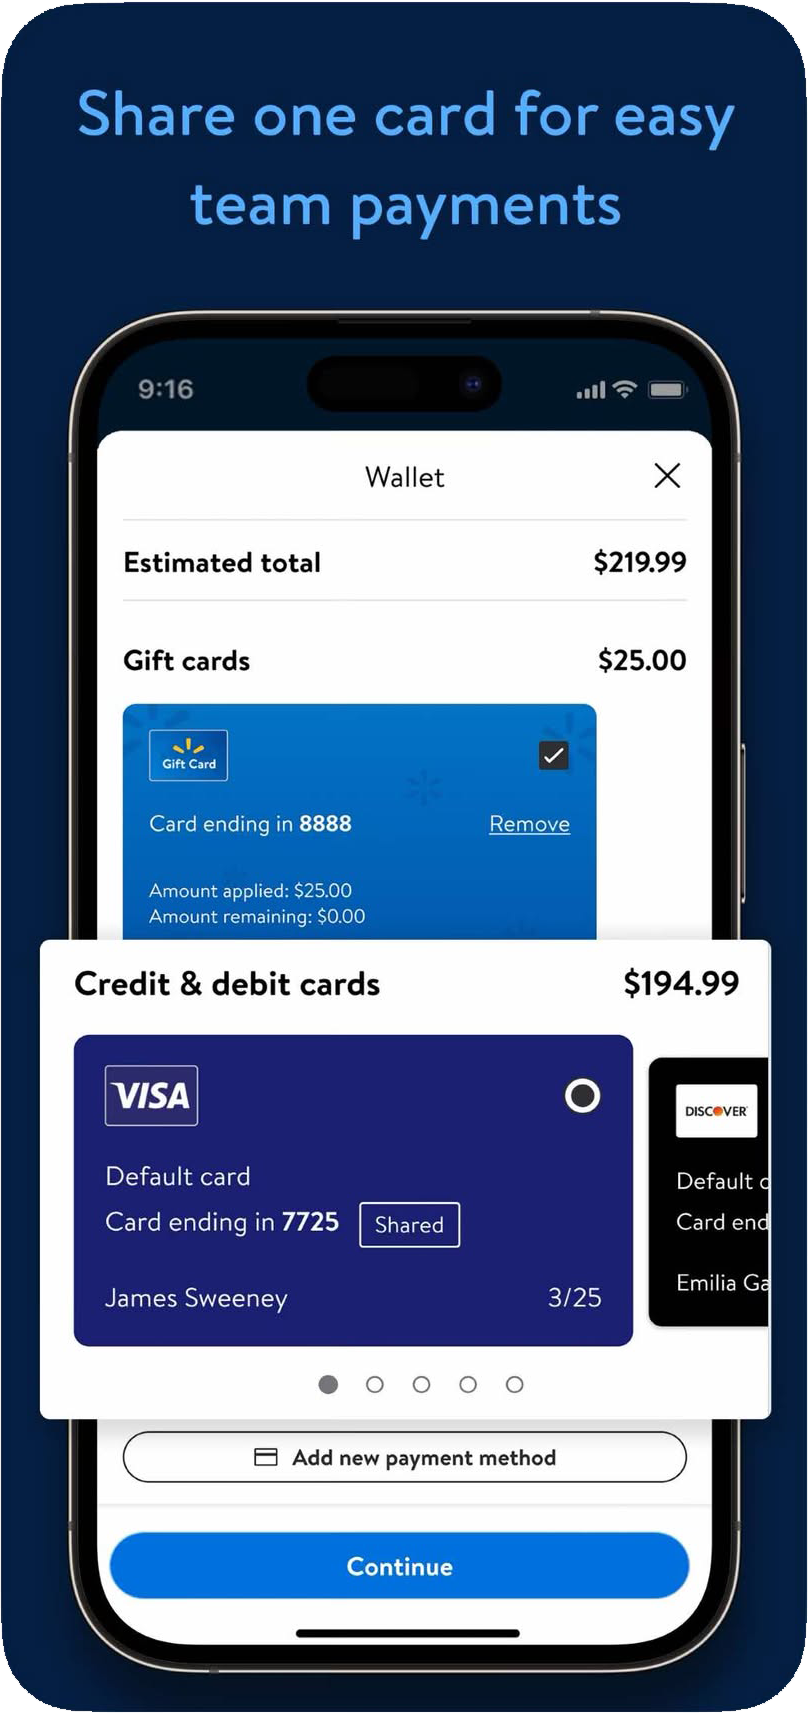 Share one card for easy
team payments
9:16
Wallet
Estimated total $219.99
Gift cards $25.00
Gift Card
Card ending in 8888 Remove
Amount applied: $25.00
Amount remaining: $0.00
Credit & debit cards $194.99
VISA
DISCOVER
Default card
Default c
Card ending in 7725 Shared
Card end
James Sweeney 3/25
Emilia Ga
Add new payment method
Continue